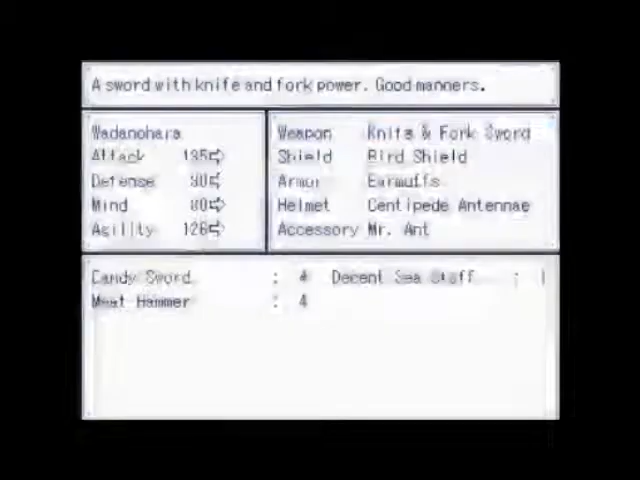 A sword with knife and fork power. Good manners.
Wadanohara
Attack 135⇨
Defense 90⇨
Mind 80⇨
Agility 126⇨
Weapon Knife & Fork Sword
Shield Bird Shield
Armor Earmuffs
Helmet Centipede Antennae
Accessory Mr. Ant
Candy Sword : 4 Decent Sea Staff : 1
Meat Hammer : 4